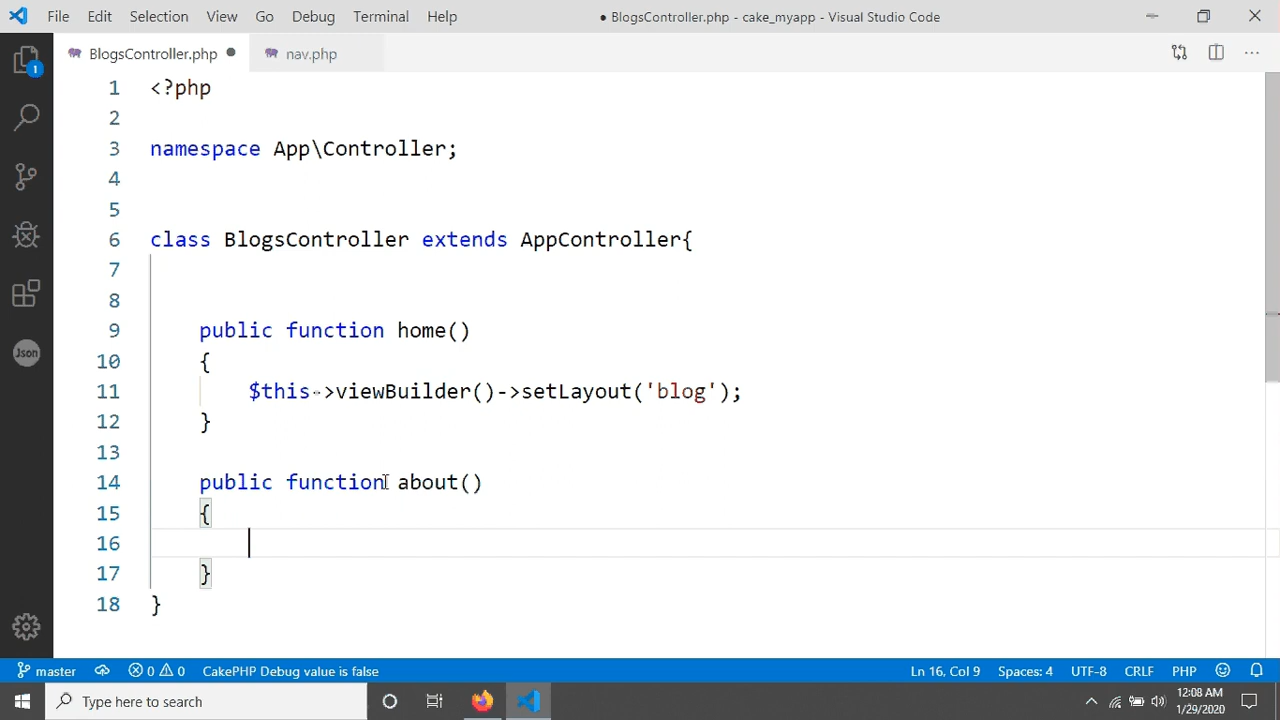 File Edit Selection View Go Debug Terminal Help ● BlogsController.php - cake_myapp - Visual Studio Code
1 BlogsController.php ● nav.php ...
1 <?php
2
3 namespace App\Controller;
4
5
6 class BlogsController extends AppController{
7
8
9 public function home()
10 {
11 $this->viewBuilder()->setLayout('blog');
12 }
13
14 public function about()
15 {
16
17 }
18 }
Json
master 0 0 CakePHP Debug value is false Ln 16, Col 9 Spaces: 4 UTF-8 CRLF PHP
Type here to search 12:08 AM
1/29/2020